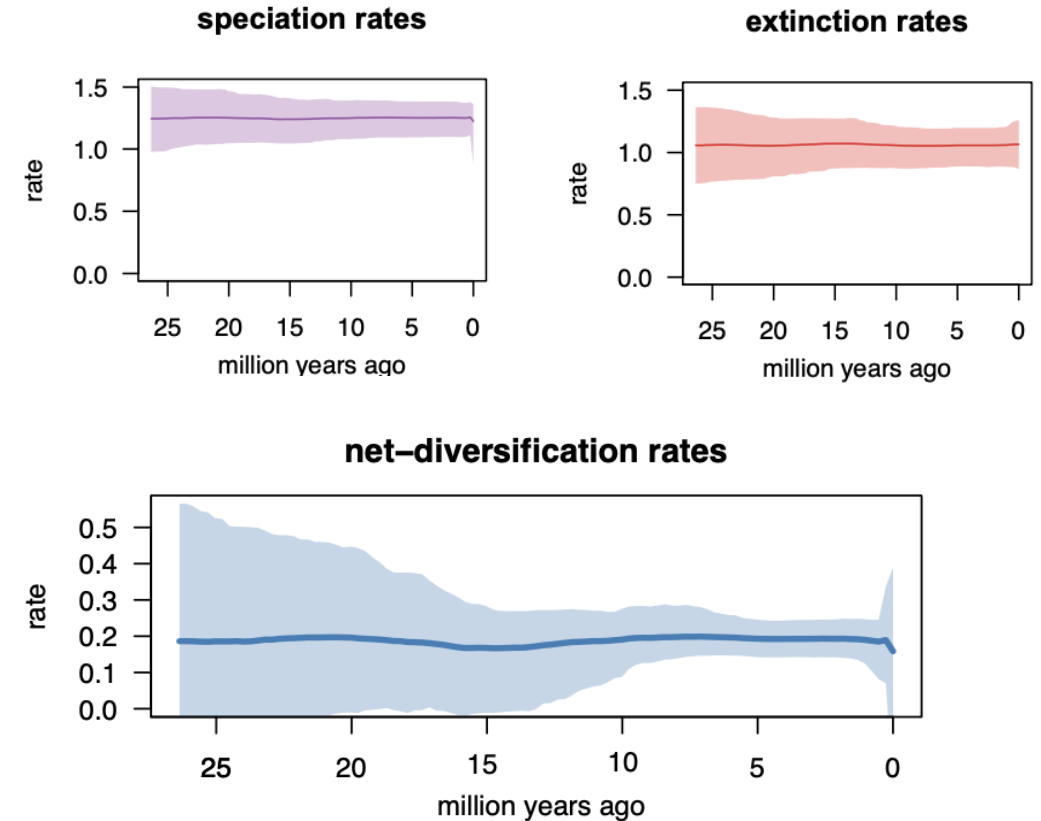 speciation rates
extinction rates
1.5
1.0
0.5
0.0
rate
25 20 15 10 5 0
million years ago
1.5
1.0
0.5
0.0
rate
25 20 15 10 5 0
million years ago
net–diversification rates
0.5
0.4
0.3
0.2
0.1
0.0
rate
25 20 15 10 5 0
million years ago